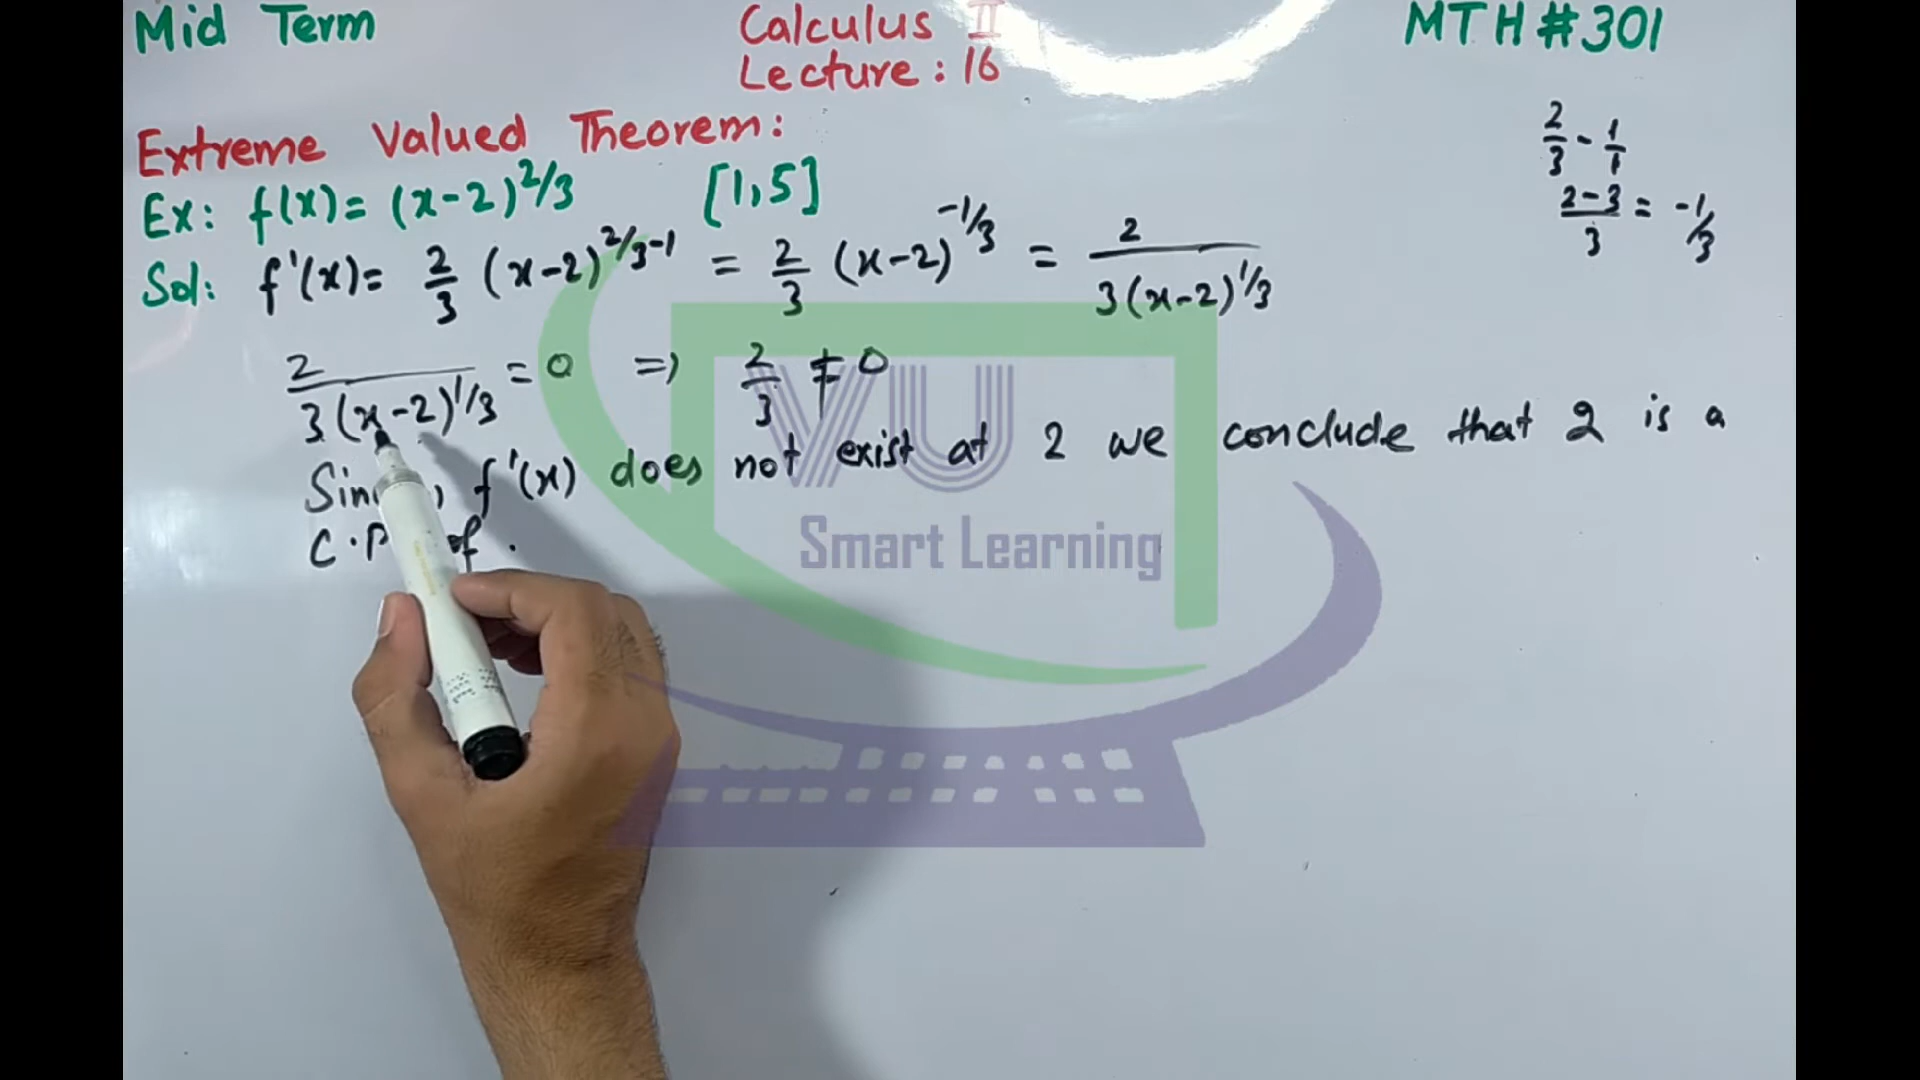 Mid Term
Calculus II
MTH#301
Lecture: 16
Extreme Valued Theorem:
Ex: f(x) = (x-2)^2/3 [1,5]
2/3 - 1/1
2-3/3 = -1/3
Sol: f'(x) = 2/3 (x-2)^2/3-1 = 2/3 (x-2)^-1/3 = 2/3(x-2)^1/3
2/3(x-2)^1/3 = 0 => 2/3 ≠ 0
f'(x) does not exist at 2 we conclude that 2 is a
C.P of .
VU
Smart Learning